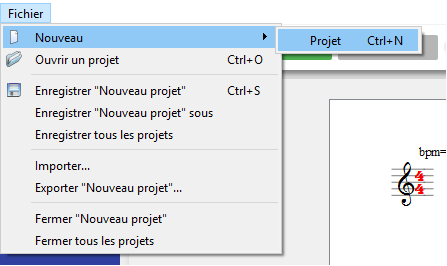 Fichier
Nouveau
Projet Ctrl+N
Ouvrir un projet Ctrl+O
Enregistrer "Nouveau projet" Ctrl+S
Enregistrer "Nouveau projet" sous
Enregistrer tous les projets
bpm=
4
4
Importer...
Exporter "Nouveau projet"...
Fermer "Nouveau projet"
Fermer tous les projets